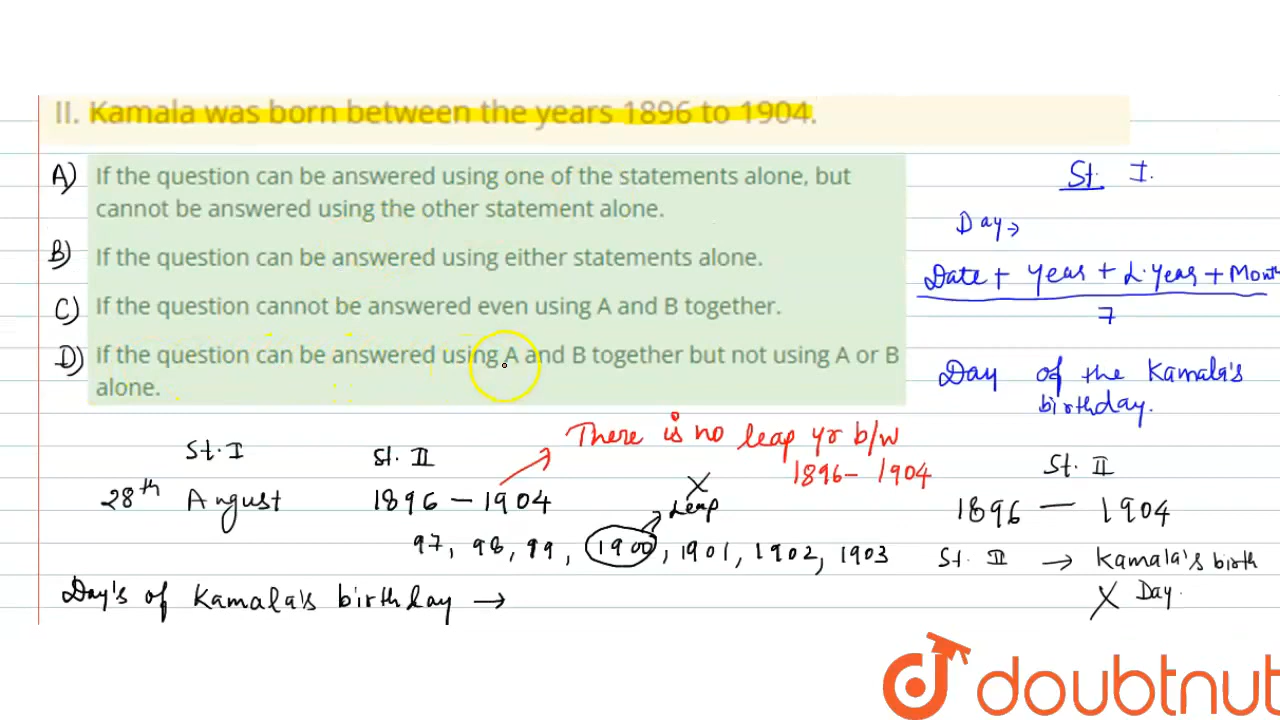 II. Kamala was born between the years 1896 to 1904.
A) If the question can be answered using one of the statements alone, but
cannot be answered using the other statement alone.
B) If the question can be answered using either statements alone.
C) If the question cannot be answered even using A and B together.
D) If the question can be answered using A and B together but not using A or B
alone.
St. I.
Day →
Date + Year + L.Year + Month
7
Day of the Kamala's
birthday.
St. I
28th August
St. II
1896 – 1904
There is no leap yr b/w
1896 – 1904
X
Leap
97, 98, 99, 1900, 1901, 1902, 1903
St. II
1896 — 1904
St. II → Kamala's birth
X Day.
Day's of Kamala's birthday →
doubtnut